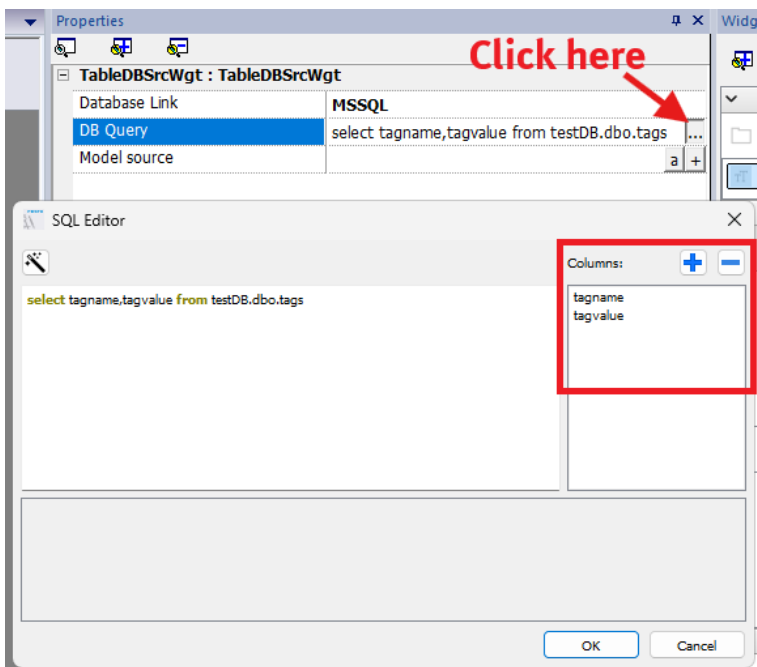 Properties
Widg
Click here
TableDBSrcWgt : TableDBSrcWgt
Database Link MSSQL
DB Query select tagname,tagvalue from testDB.dbo.tags ...
Model source a +
SQL Editor
Columns:
select tagname,tagvalue from testDB.dbo.tags
tagname
tagvalue
OK Cancel